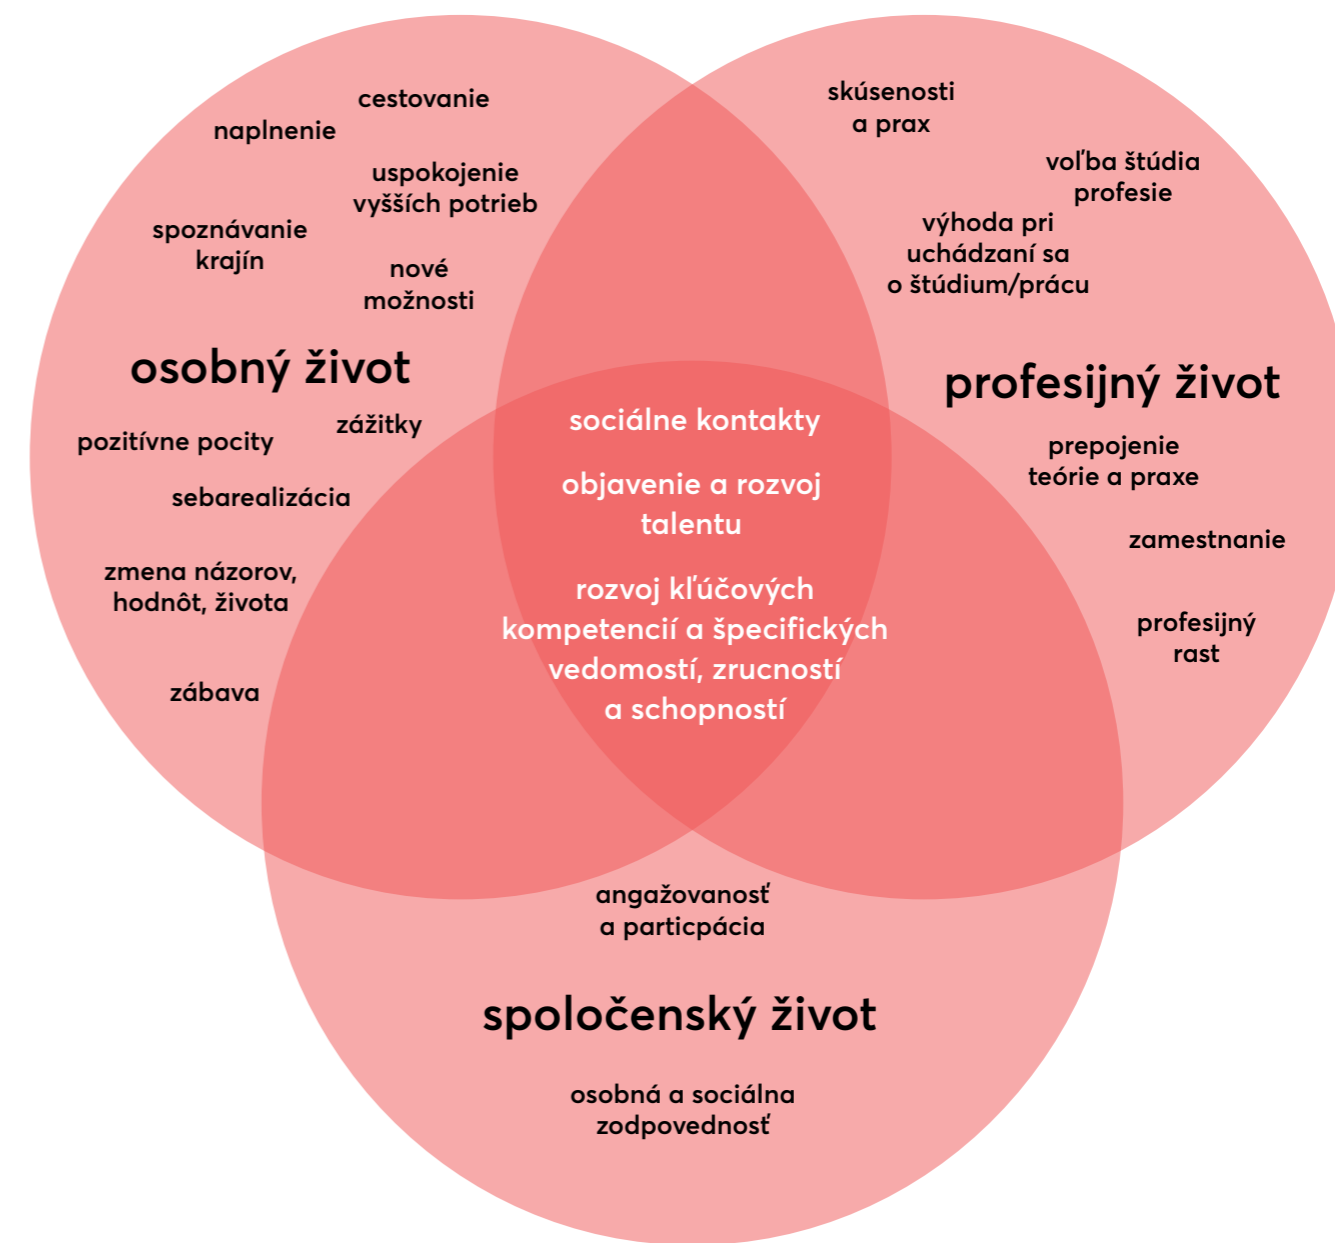 cestovanie
naplnenie
uspokojenie
vyšších potrieb
spoznávanie
krajín
nové
možnosti
osobný život
zážitky
pozitívne pocity
sebarealizácia
zmena názorov,
hodnôt, života
zábava
skúsenosti
a prax
voľba štúdia
profesie
výhoda pri
uchádzaní sa
o štúdium/prácu
profesijný život
prepojenie
teórie a praxe
zamestnanie
profesijný
rast
sociálne kontakty
objavenie a rozvoj
talentu
rozvoj kľúčových
kompetencií a špecifických
vedomostí, zrucností
a schopností
angažovanosť
a particpácia
spoločenský život
osobná a sociálna
zodpovednosť